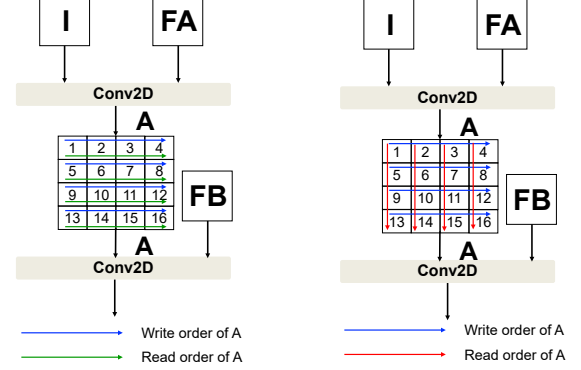 I FA
Conv2D
A
1 2 3 4
5 6 7 8
9 10 11 12
13 14 15 16
FB
A
Conv2D
Write order of A
Read order of A
I FA
Conv2D
A
1 2 3 4
5 6 7 8
9 10 11 12
13 14 15 16
FB
A
Conv2D
Write order of A
Read order of A